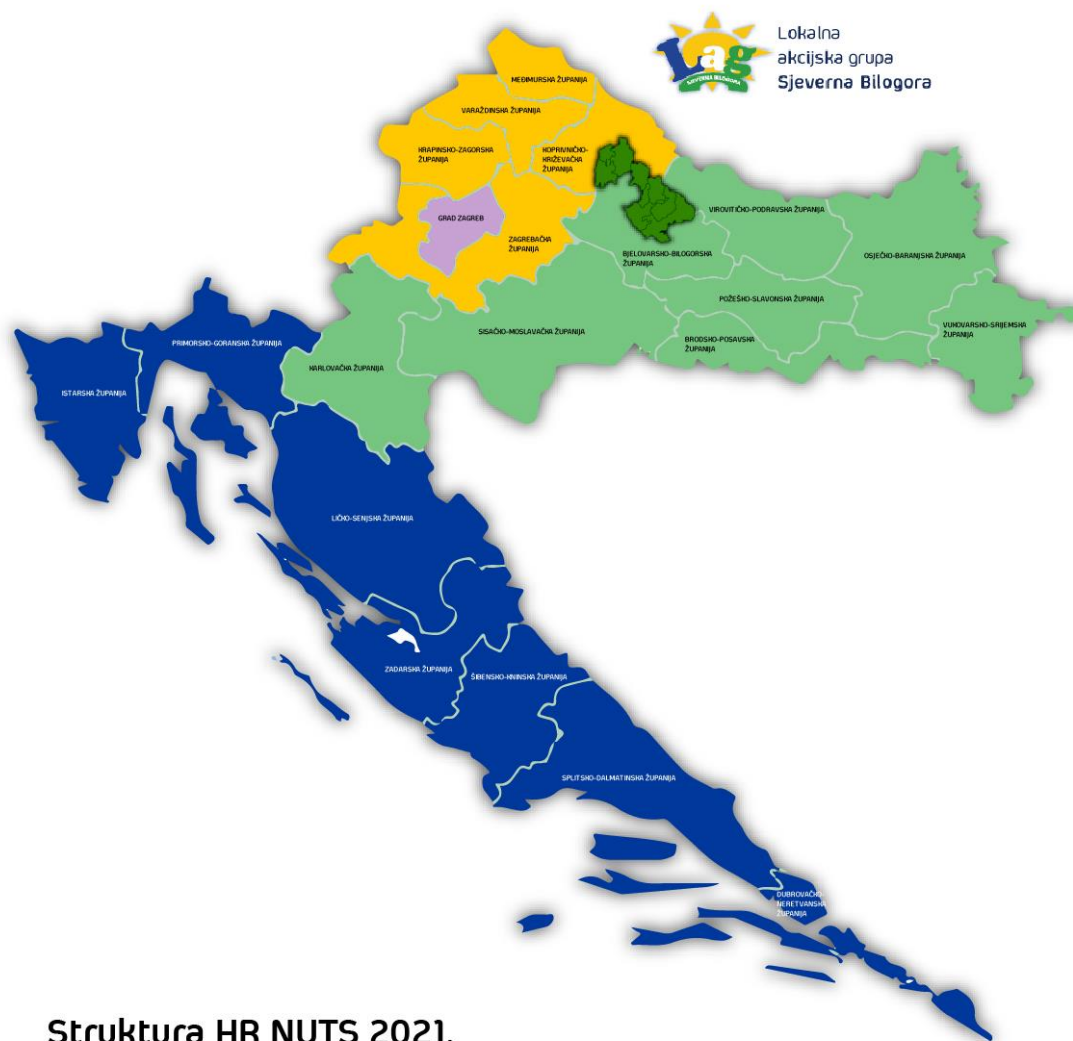 Lokalna
akcijska grupa
Sjeverna Bilogora
Lag
SJEVERNA BILOGORA
MEĐIMURSKA ŽUPANIJA
VARAŽDINSKA ŽUPANIJA
KRAPINSKO-ZAGORSKA
ŽUPANIJA
KOPRIVNIČKO-
KRIŽEVAČKA
ŽUPANIJA
GRAD ZAGREB
ZAGREBAČKA
ŽUPANIJA
VIROVITIČKO-PODRAVSKA ŽUPANIJA
BJELOVARSKO-BILOGORSKA
ŽUPANIJA
OSJEČKO-BARANJSKA ŽUPANIJA
POŽEŠKO-SLAVONSKA ŽUPANIJA
VUKOVARSKO-SRIJEMSKA
ŽUPANIJA
SISAČKO-MOSLAVAČKA ŽUPANIJA
BRODSKO-POSAVSKA
ŽUPANIJA
PRIMORSKO-GORANSKA ŽUPANIJA
KARLOVAČKA ŽUPANIJA
ISTARSKA ŽUPANIJA
LIČKO-SENJSKA ŽUPANIJA
ZADARSKA ŽUPANIJA
ŠIBENSKO-KNINSKA ŽUPANIJA
SPLITSKO-DALMATINSKA ŽUPANIJA
DUBROVAČKO-
NERETVANSKA
ŽUPANIJA
Struktura HR NUTS 2021.